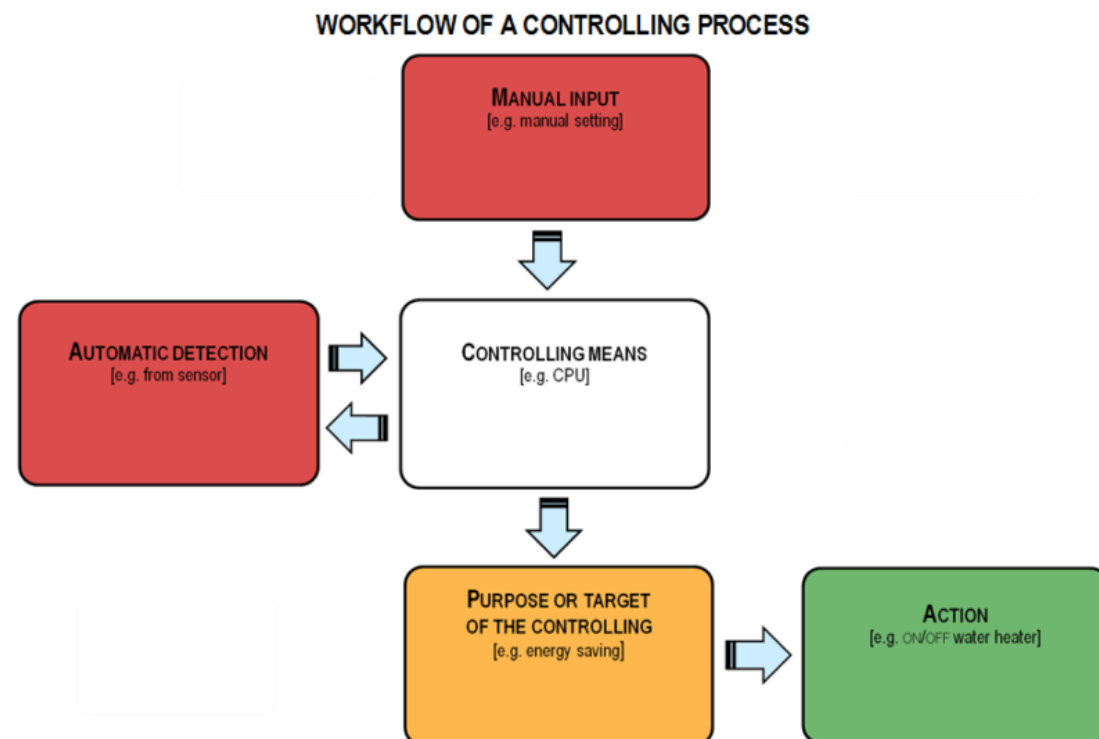 WORKFLOW OF A CONTROLLING PROCESS
MANUAL INPUT
[e.g. manual setting]
AUTOMATIC DETECTION
[e.g. from sensor]
CONTROLLING MEANS
[e.g. CPU]
PURPOSE OR TARGET
OF THE CONTROLLING
[e.g. energy saving]
ACTION
[e.g. ON/OFF water heater]